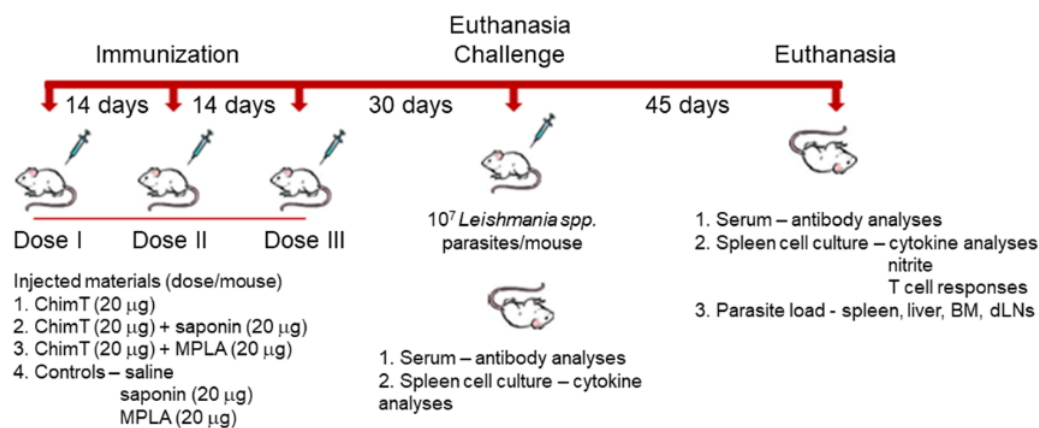 Immunization
Euthanasia
Challenge
Euthanasia
14 days
14 days
30 days
45 days
Dose I
Dose II
Dose III
Injected materials (dose/mouse)
1. ChimT (20 μg)
2. ChimT (20 μg) + saponin (20 μg)
3. ChimT (20 μg) + MPLA (20 μg)
4. Controls – saline
saponin (20 μg)
MPLA (20 μg)
10⁷ Leishmania spp.
parasites/mouse
1. Serum – antibody analyses
2. Spleen cell culture – cytokine
analyses
1. Serum – antibody analyses
2. Spleen cell culture – cytokine analyses
nitrite
T cell responses
3. Parasite load - spleen, liver, BM, dLNs